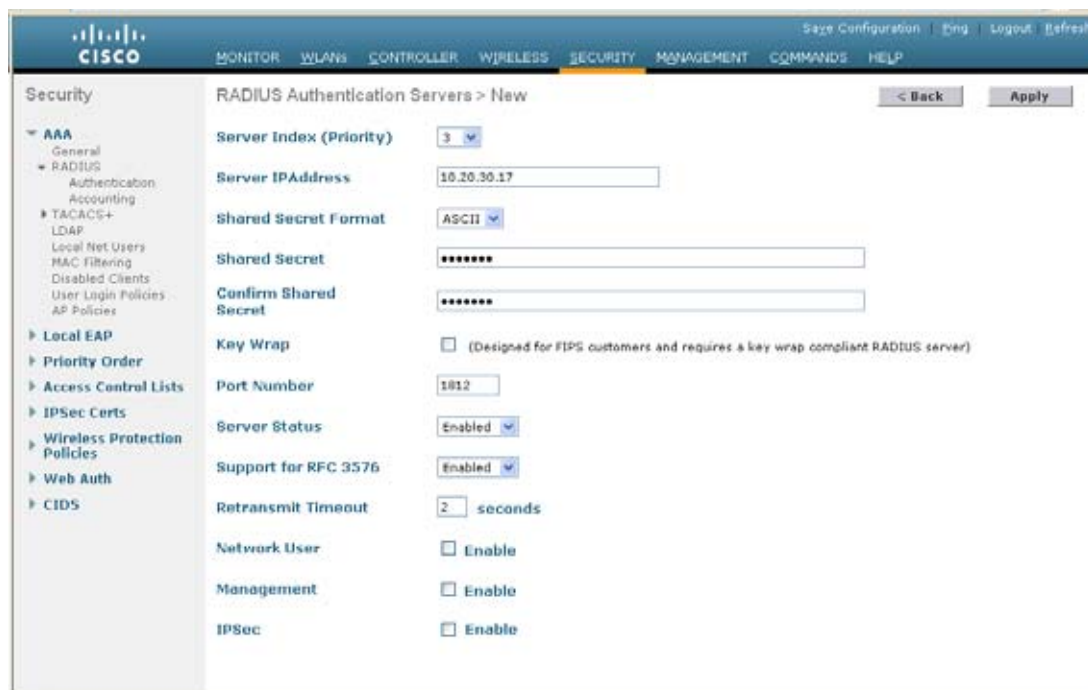 Save Configuration | Ping | Logout | Refresh
CISCO
MONITOR WLANs CONTROLLER WIRELESS SECURITY MANAGEMENT COMMANDS HELP
Security
AAA
General
RADIUS
Authentication
Accounting
TACACS+
LDAP
Local Net Users
MAC Filtering
Disabled Clients
User Login Policies
AP Policies
Local EAP
Priority Order
Access Control Lists
IPSec Certs
Wireless Protection
Policies
Web Auth
CIDS
RADIUS Authentication Servers > New
< Back Apply
Server Index (Priority) 3
Server IPAddress 10.20.30.17
Shared Secret Format ASCII
Shared Secret •••••••
Confirm Shared
Secret •••••••
Key Wrap (Designed for FIPS customers and requires a key wrap compliant RADIUS server)
Port Number 1812
Server Status Enabled
Support for RFC 3576 Enabled
Retransmit Timeout 2 seconds
Network User Enable
Management Enable
IPSec Enable